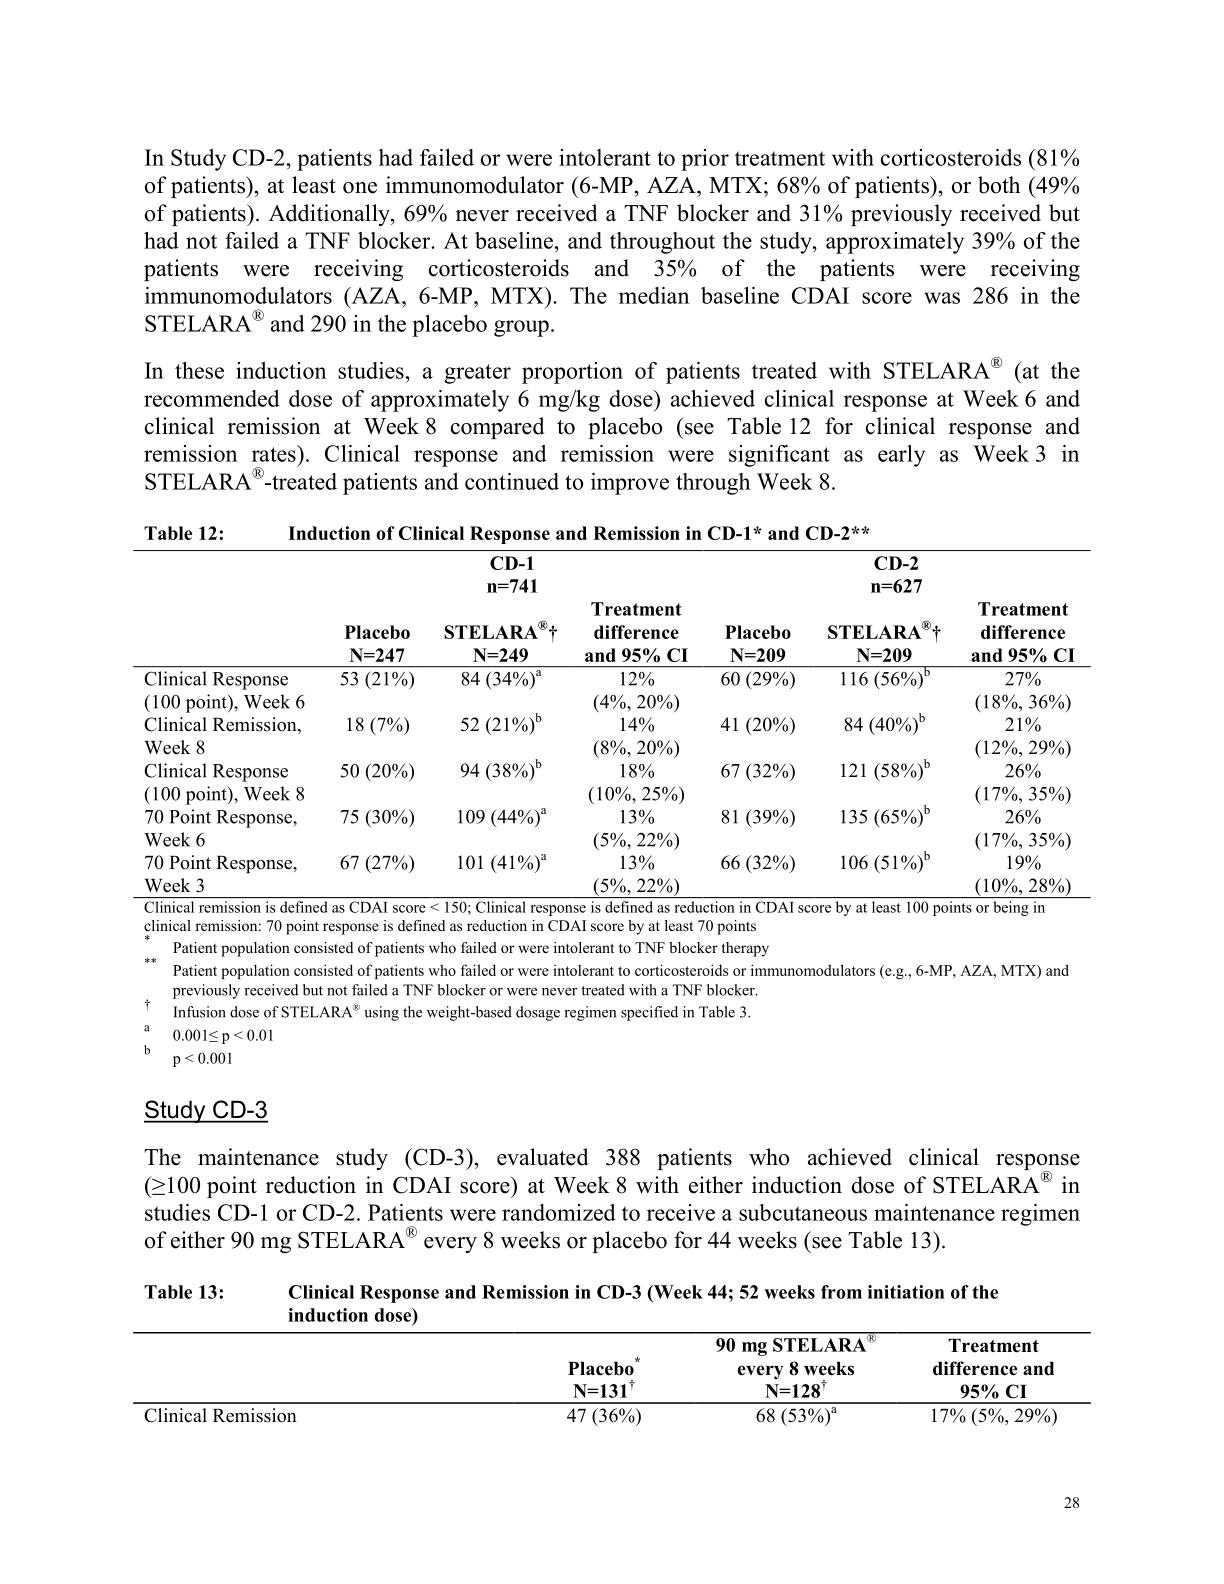 In Study CD-2, patients had failed or were intolerant to prior treatment with corticosteroids (81%
of patients), at least one immunomodulator (6-MP, AZA, MTX; 68% of patients), or both (49%
of patients). Additionally, 69% never received a TNF blocker and 31% previously received but
had not failed a TNF blocker. At baseline, and throughout the study, approximately 39% of the
patients were receiving corticosteroids and 35% of the patients were receiving
immunomodulators (AZA, 6-MP, MTX). The median baseline CDAI score was 286 in the
STELARA® and 290 in the placebo group.
In these induction studies, a greater proportion of patients treated with STELARA® (at the
recommended dose of approximately 6 mg/kg dose) achieved clinical response at Week 6 and
clinical remission at Week 8 compared to placebo (see Table 12 for clinical response and
remission rates). Clinical response and remission were significant as early as Week 3 in
STELARA®-treated patients and continued to improve through Week 8.
Table 12: Induction of Clinical Response and Remission in CD-1* and CD-2**
CD-1 CD-2
n=741 n=627
Treatment Treatment
Placebo STELARA®† difference Placebo STELARA®† difference
N=247 N=249 and 95% CI N=209 N=209 and 95% CI
Clinical Response 53 (21%) 84 (34%)a 12% 60 (29%) 116 (56%)b 27%
(100 point), Week 6 (4%, 20%) (18%, 36%)
Clinical Remission, 18 (7%) 52 (21%)b 14% 41 (20%) 84 (40%)b 21%
Week 8 (8%, 20%) (12%, 29%)
Clinical Response 50 (20%) 94 (38%)b 18% 67 (32%) 121 (58%)b 26%
(100 point), Week 8 (10%, 25%) (17%, 35%)
70 Point Response, 75 (30%) 109 (44%)a 13% 81 (39%) 135 (65%)b 26%
Week 6 (5%, 22%) (17%, 35%)
70 Point Response, 67 (27%) 101 (41%)a 13% 66 (32%) 106 (51%)b 19%
Week 3 (5%, 22%) (10%, 28%)
Clinical remission is defined as CDAI score < 150; Clinical response is defined as reduction in CDAI score by at least 100 points or being in
clinical remission: 70 point response is defined as reduction in CDAI score by at least 70 points
* Patient population consisted of patients who failed or were intolerant to TNF blocker therapy
** Patient population consisted of patients who failed or were intolerant to corticosteroids or immunomodulators (e.g., 6-MP, AZA, MTX) and
previously received but not failed a TNF blocker or were never treated with a TNF blocker.
† Infusion dose of STELARA® using the weight-based dosage regimen specified in Table 3.
a 0.001≤ p < 0.01
b p < 0.001
Study CD-3
The maintenance study (CD-3), evaluated 388 patients who achieved clinical response
(≥100 point reduction in CDAI score) at Week 8 with either induction dose of STELARA® in
studies CD-1 or CD-2. Patients were randomized to receive a subcutaneous maintenance regimen
of either 90 mg STELARA® every 8 weeks or placebo for 44 weeks (see Table 13).
Table 13: Clinical Response and Remission in CD-3 (Week 44; 52 weeks from initiation of the
induction dose)
90 mg STELARA® Treatment
Placebo* every 8 weeks difference and
N=131† N=128† 95% CI
Clinical Remission 47 (36%) 68 (53%)a 17% (5%, 29%)
28